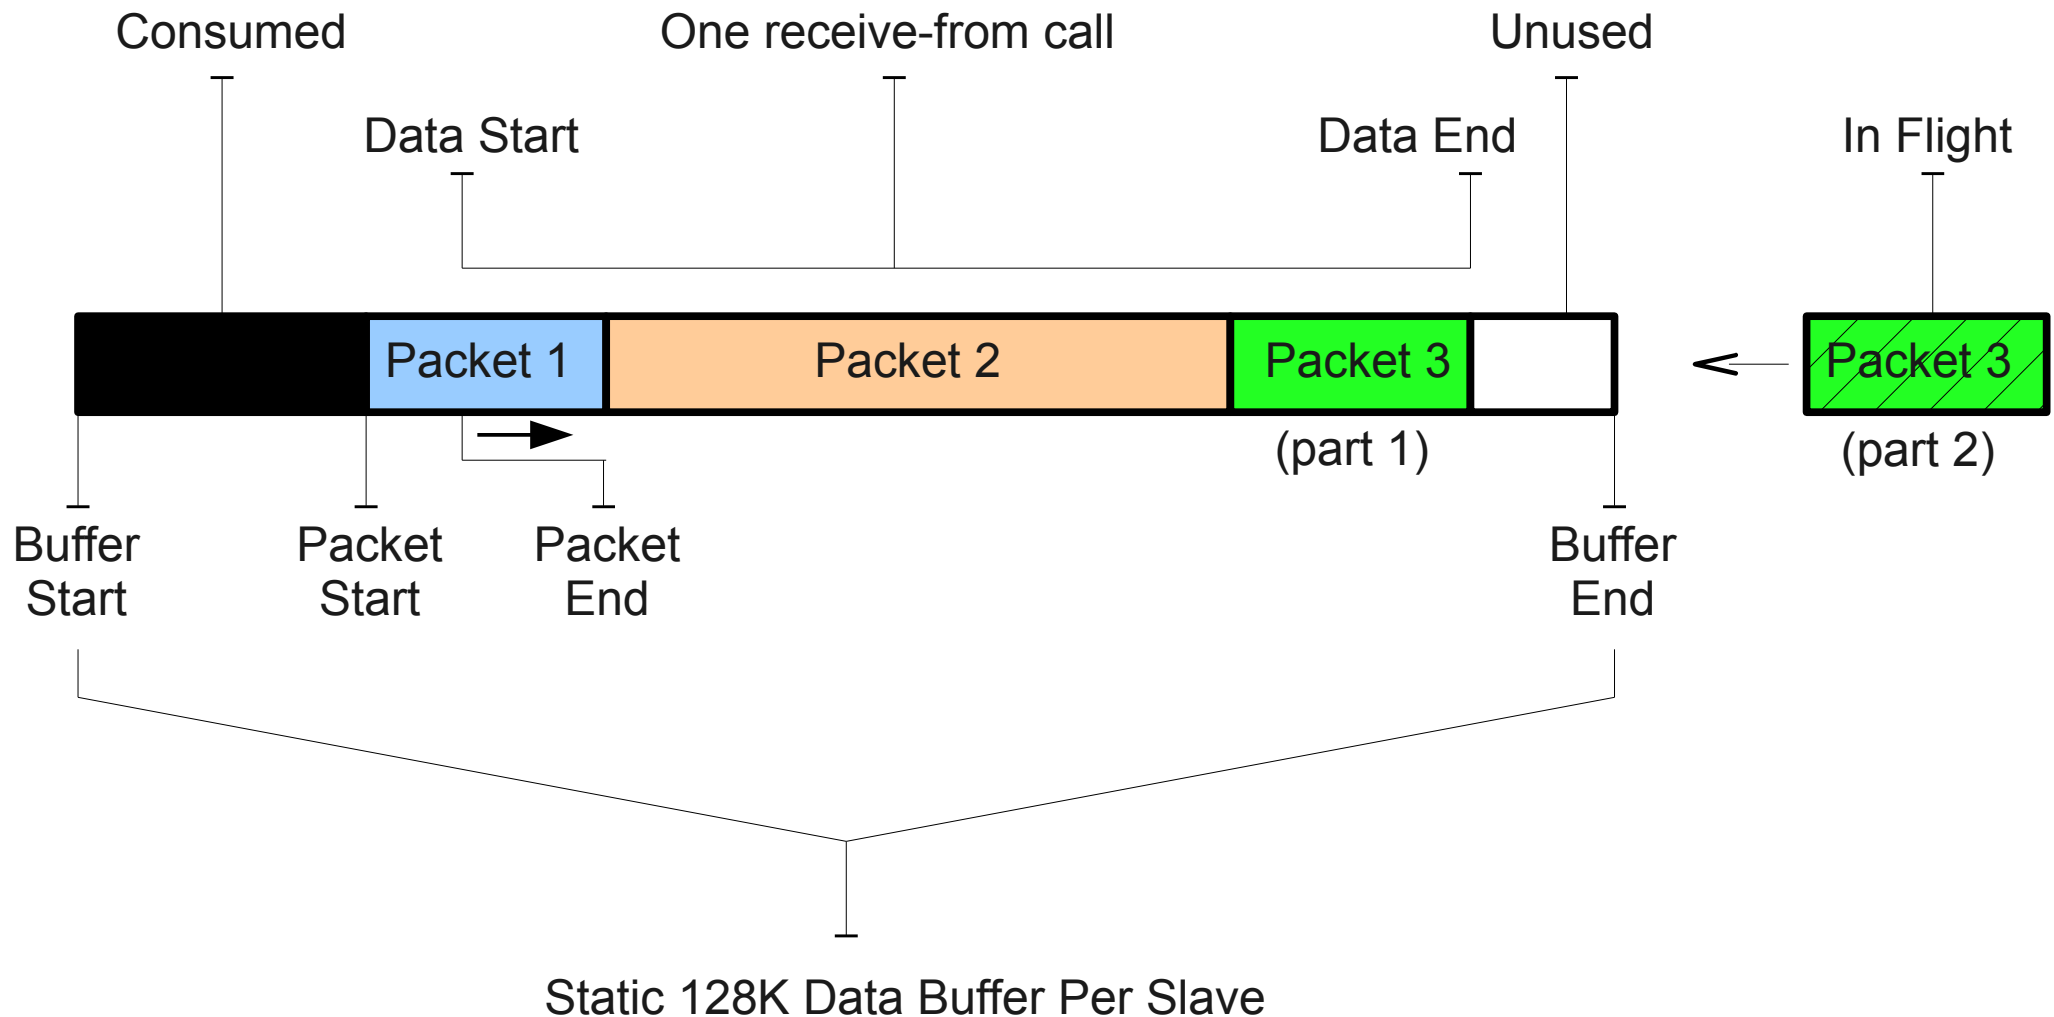 Consumed
One receive-from call
Unused
Data Start
Data End
In Flight
Packet 1
Packet 2
Packet 3
Packet 3
(part 1)
(part 2)
Buffer
Start
Packet
Start
Packet
End
Buffer
End
Static 128K Data Buffer Per Slave